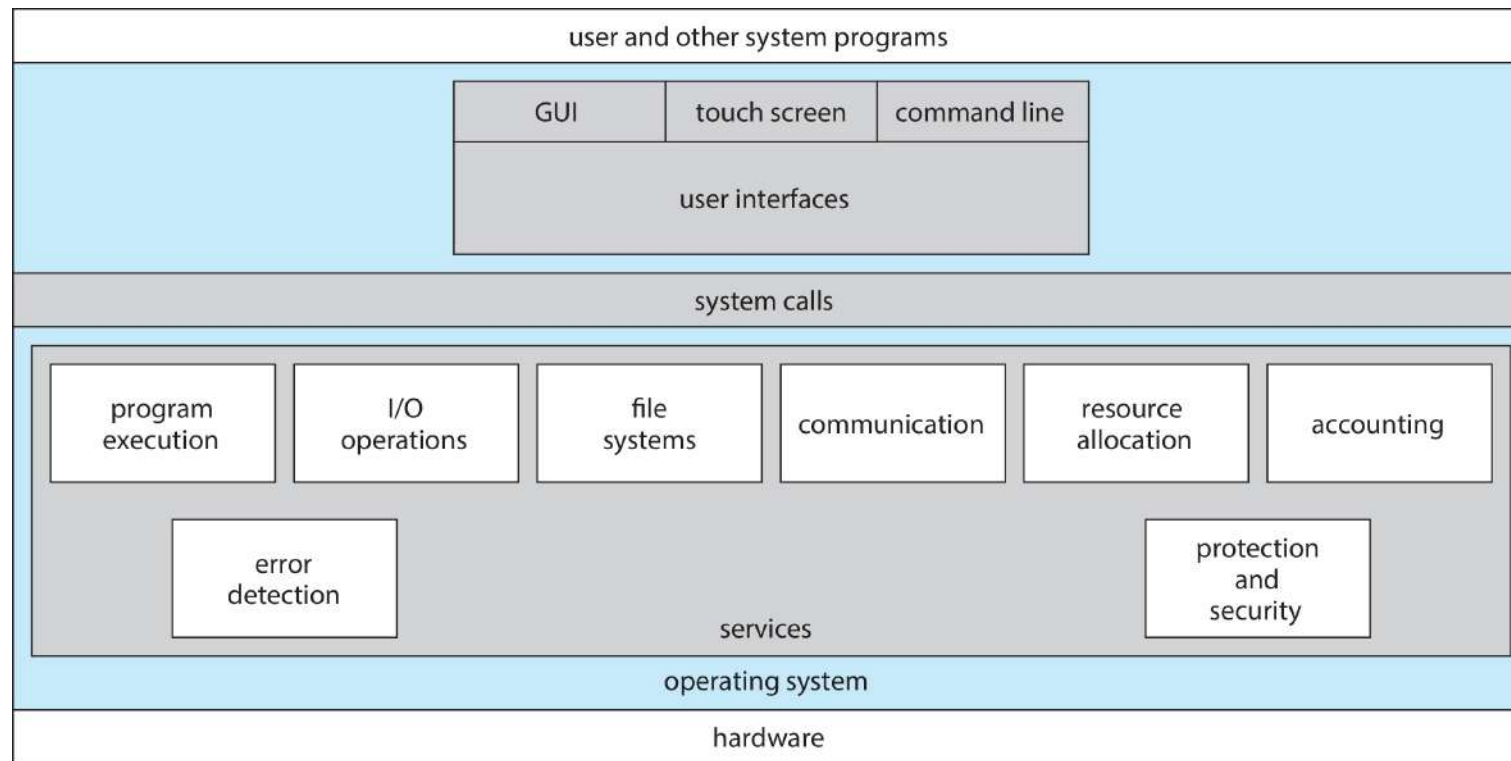 user and other system programs
GUI
touch screen
command line
user interfaces
system calls
program
execution
I/O
operations
file
systems
communication
resource
allocation
accounting
error
detection
protection
and
security
services
operating system
hardware